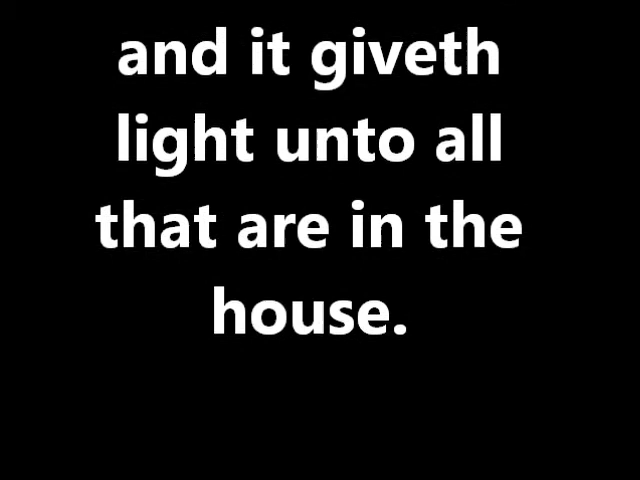 and it giveth
light unto all
that are in the
house.